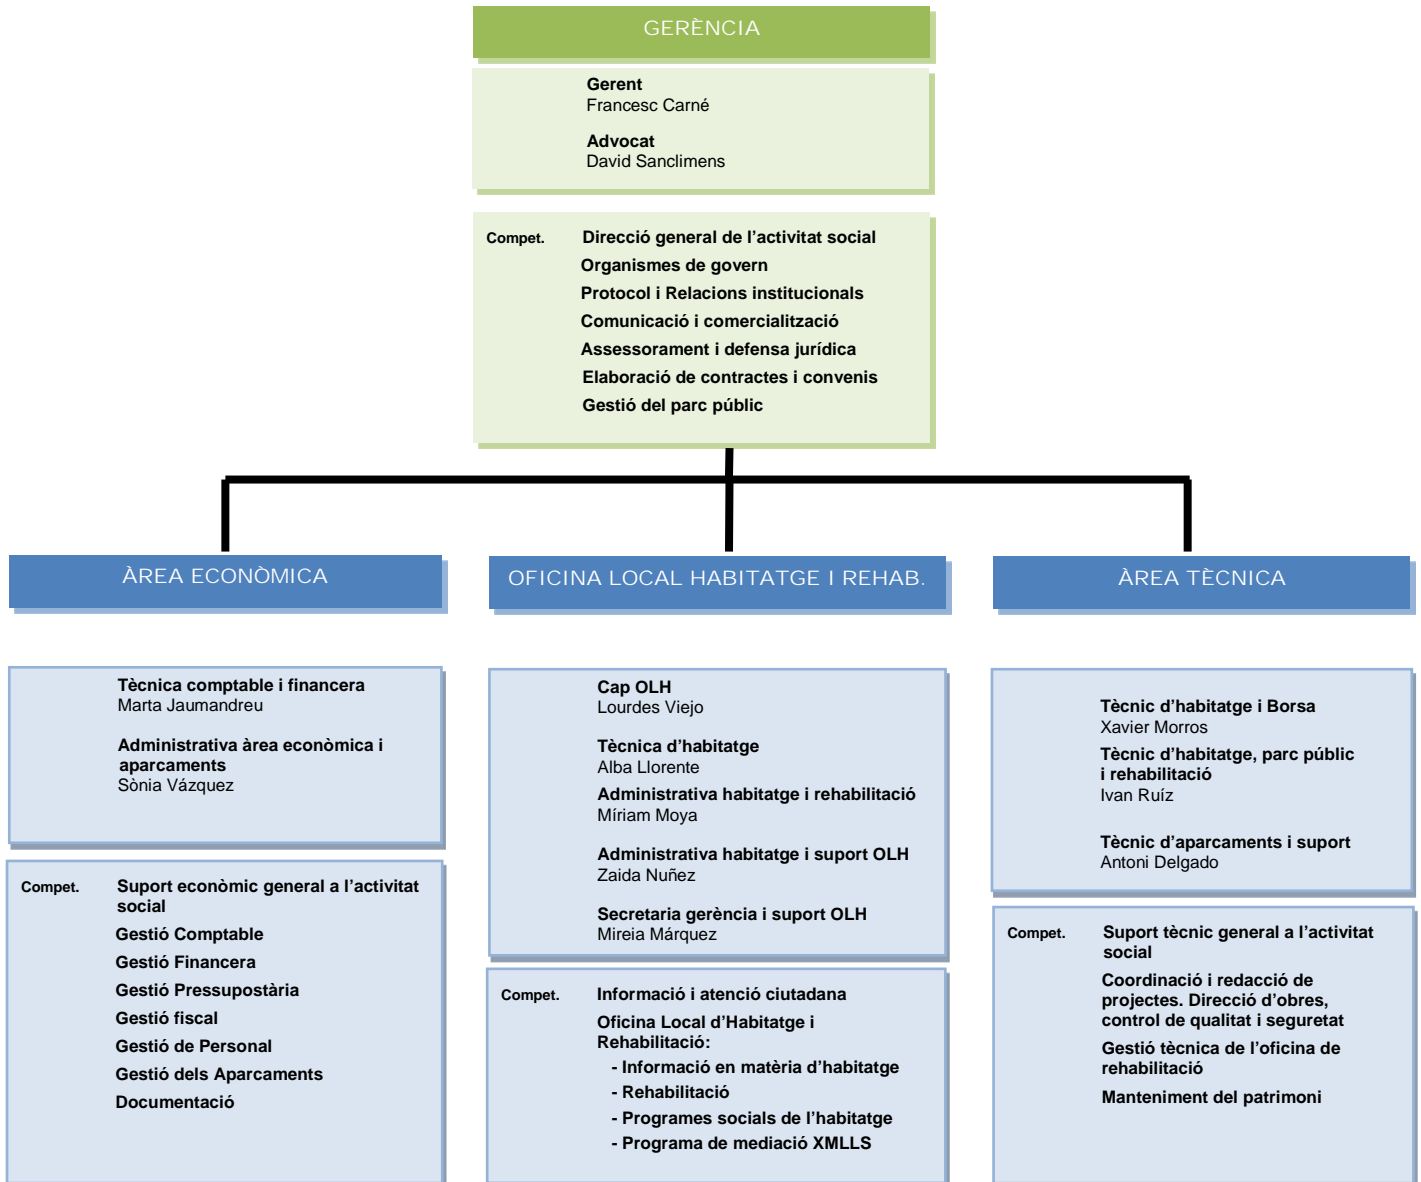 GERÈNCIA
Gerent
Francesc Carné
Advocat
David Sanclimens
Compet.
Direcció general de l’activitat social
Organismes de govern
Protocol i Relacions institucionals
Comunicació i comercialització
Assessorament i defensa jurídica
Elaboració de contractes i convenis
Gestió del parc públic
ÀREA ECONÒMICA
Tècnica comptable i financera
Marta Jaumandreu
Administrativa àrea econòmica i
aparcaments
Sònia Vázquez
Compet.
Suport econòmic general a l’activitat
social
Gestió Comptable
Gestió Financera
Gestió Pressupostària
Gestió fiscal
Gestió de Personal
Gestió dels Aparcaments
Documentació
OFICINA LOCAL HABITATGE I REHAB.
Cap OLH
Lourdes Viejo
Tècnica d’habitatge
Alba Llorente
Administrativa habitatge i rehabilitació
Míriam Moya
Administrativa habitatge i suport OLH
Zaida Nuñez
Secretaria gerència i suport OLH
Mireia Márquez
Compet.
Informació i atenció ciutadana
Oficina Local d’Habitatge i
Rehabilitació:
- Informació en matèria d’habitatge
- Rehabilitació
- Programes socials de l’habitatge
- Programa de mediació XMLLS
ÀREA TÈCNICA
Tècnic d’habitatge i Borsa
Xavier Morros
Tècnic d’habitatge, parc públic
i rehabilitació
Ivan Ruíz
Tècnic d’aparcaments i suport
Antoni Delgado
Compet.
Suport tècnic general a l’activitat
social
Coordinació i redacció de
projectes. Direcció d’obres,
control de qualitat i seguretat
Gestió tècnica de l’oficina de
rehabilitació
Manteniment del patrimoni